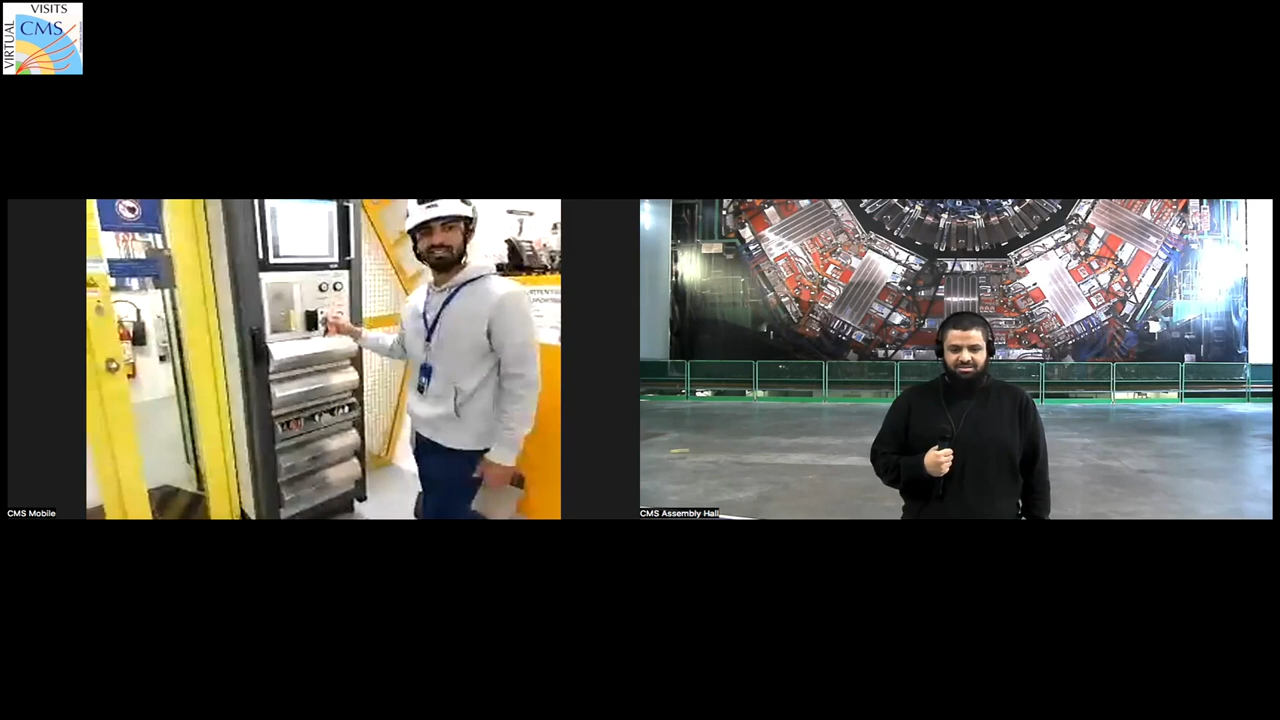 VISITS
CMS
VIRTUAL
CMS Mobile
CMS Assembly Hall